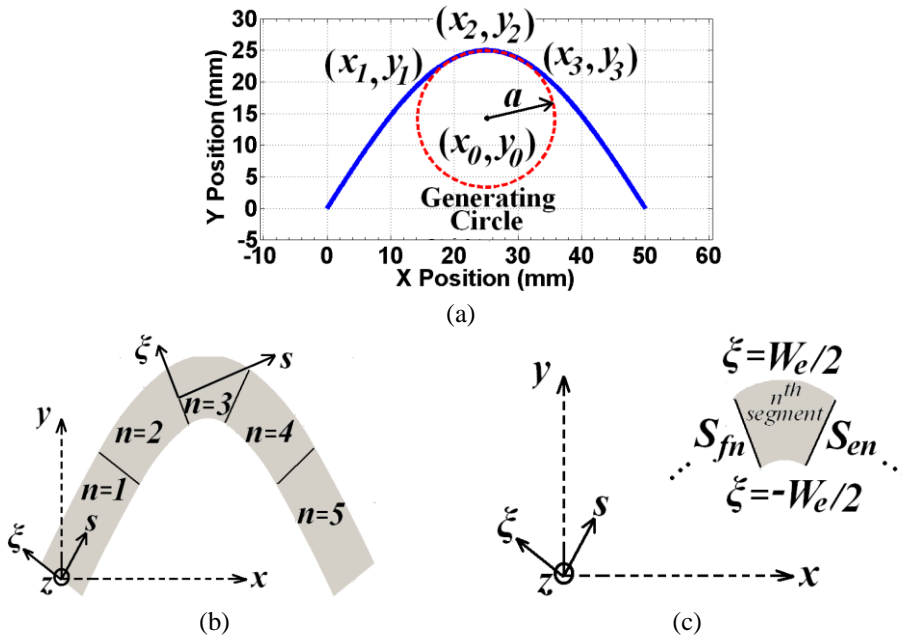 30
25
20
15
10
5
0
-5
Y Position (mm)
(x2, y2)
(x1, y1)
(x3, y3)
a
(x0, y0)
Generating
Circle
-10 0 10 20 30 40 50 60
X Position (mm)
(a)
ξ
s
y
n=3
n=2
n=4
n=1
n=5
ξ
s
z
x
(b)
ξ=We/2
y
nth
segment
Sfn
Sen
...
...
ξ=-We/2
ξ
s
z
x
(c)